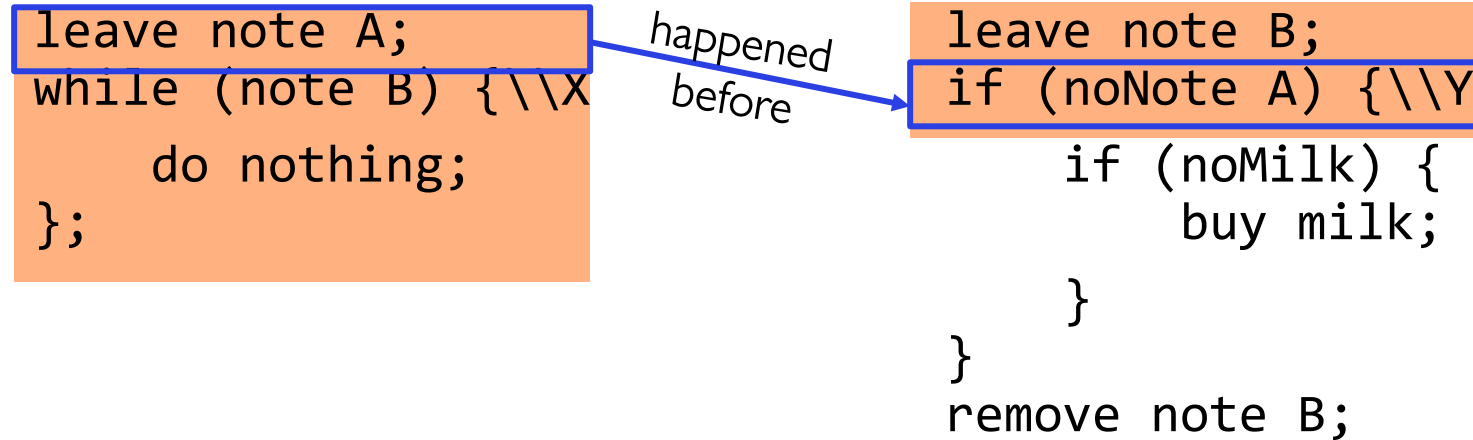 leave note A;
while (note B) {\\X
do nothing;
};
happened
before
leave note B;
if (noNote A) {\\Y
if (noMilk) {
buy milk;
}
}
remove note B;